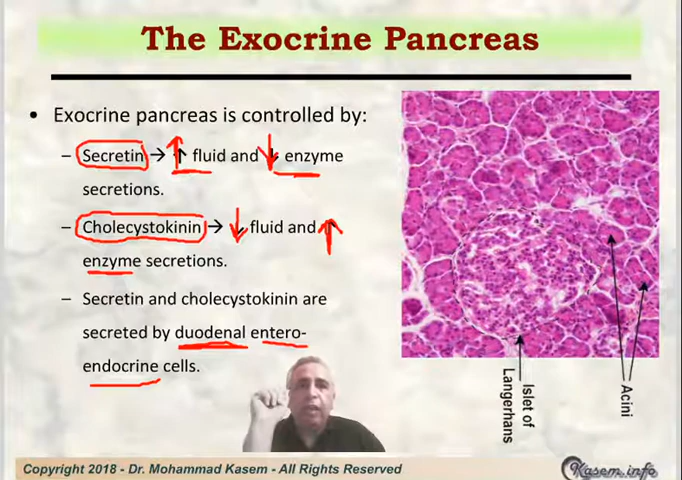 The Exocrine Pancreas
• Exocrine pancreas is controlled by:
– Secretin → ↑ fluid and ↓ enzyme
secretions.
– Cholecystokinin → ↓ fluid and ↑
enzyme secretions.
– Secretin and cholecystokinin are
secreted by duodenal entero-
endocrine cells.
Islet of
Langerhans
Acini
Copyright 2018 - Dr. Mohammad Kasem - All Rights Reserved
Kasem.info